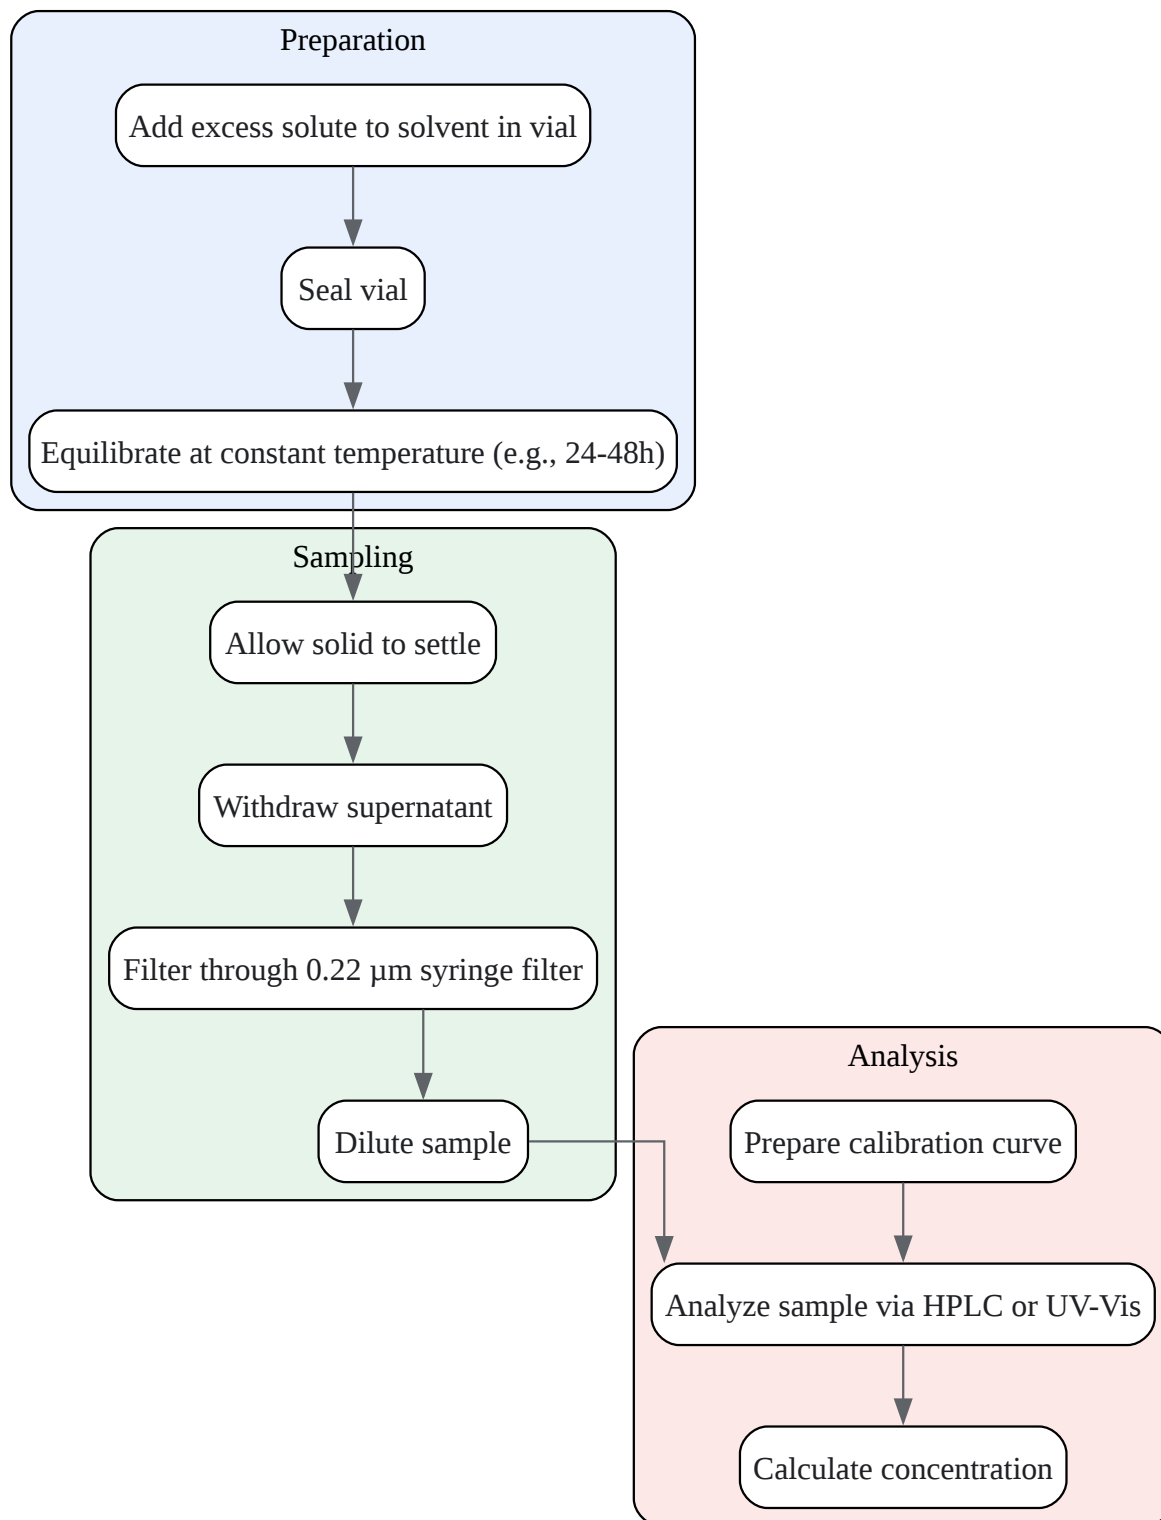 Preparation
Add excess solute to solvent in vial
Seal vial
Equilibrate at constant temperature (e.g., 24-48h)
Sampling
Allow solid to settle
Withdraw supernatant
Filter through 0.22 µm syringe filter
Dilute sample
Analysis
Prepare calibration curve
Analyze sample via HPLC or UV-Vis
Calculate concentration